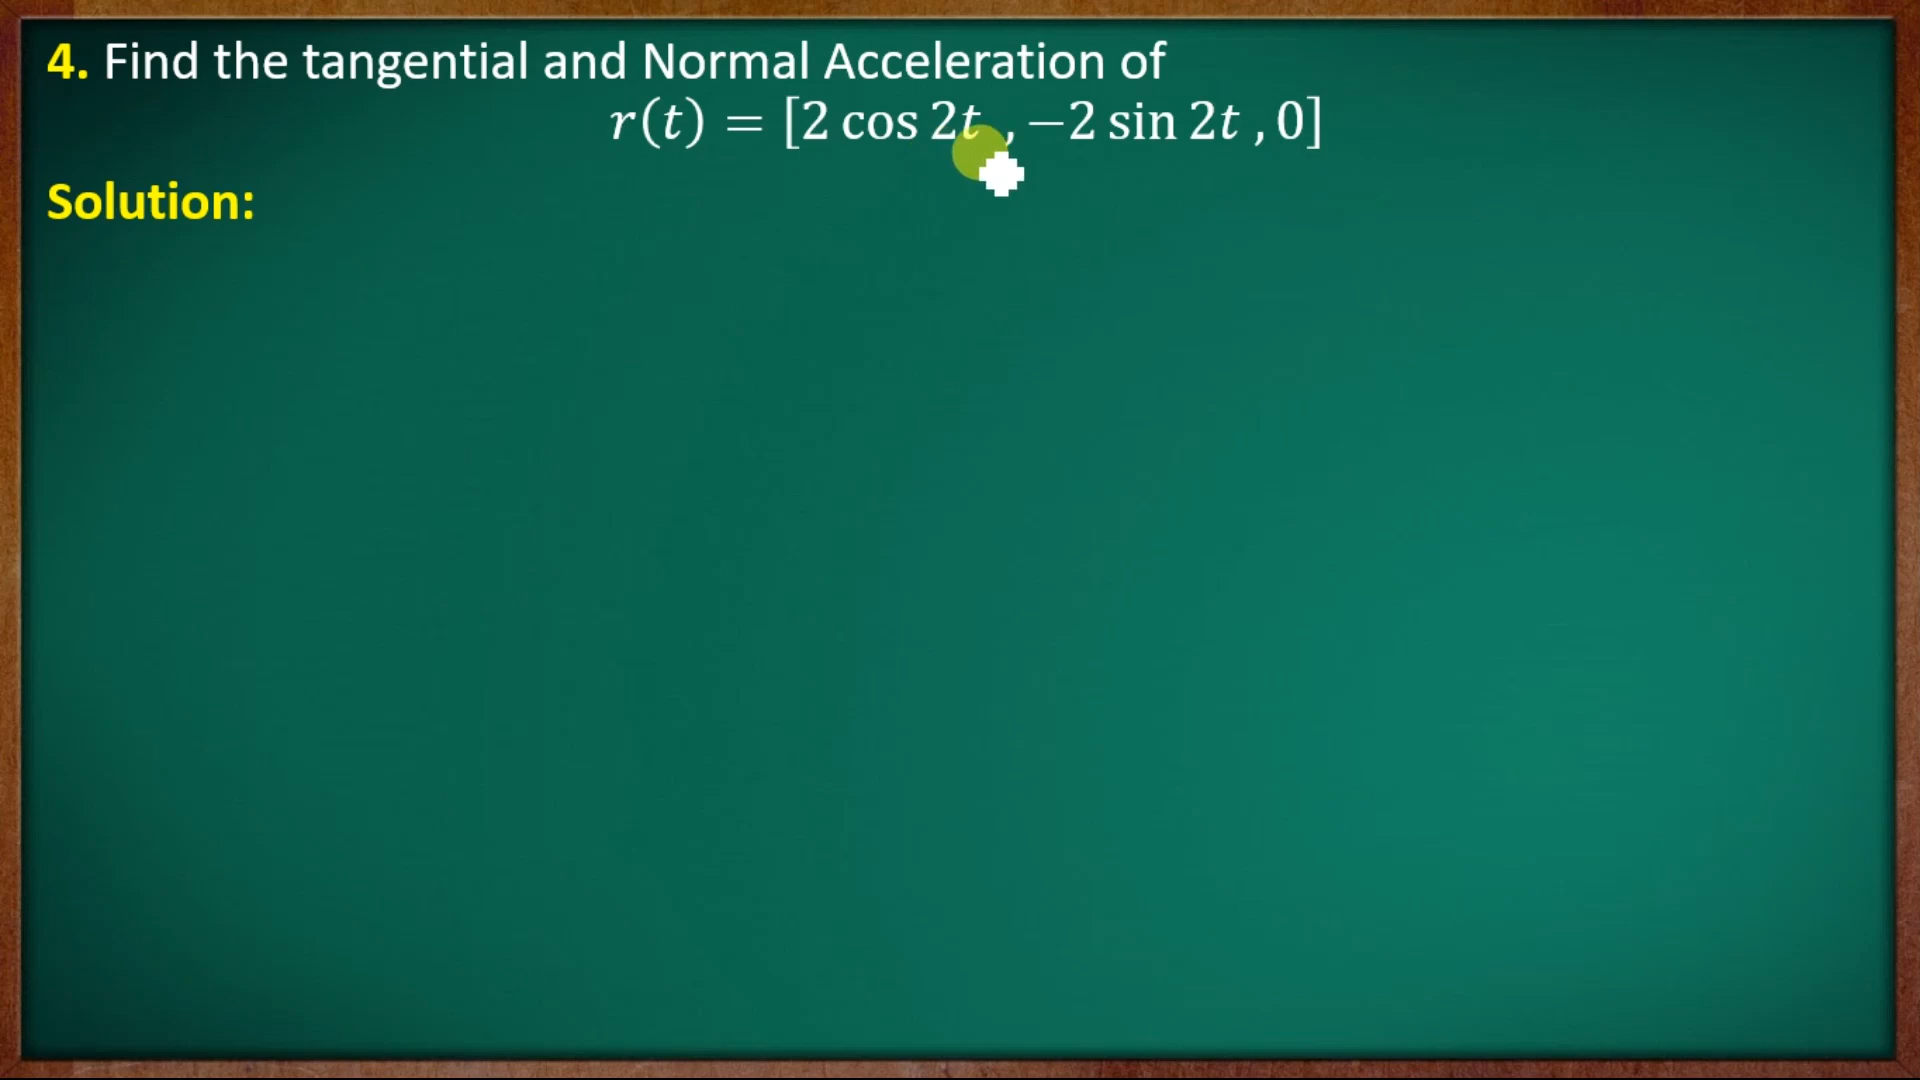 4. Find the tangential and Normal Acceleration of
r(t) = [2 cos 2t , −2 sin 2t , 0]
Solution: